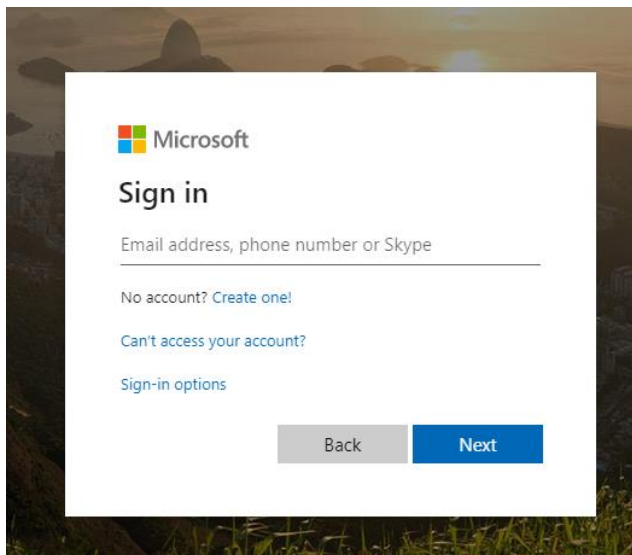 Microsoft
Sign in
Email address, phone number or Skype
No account? Create one!
Can't access your account?
Sign-in options
Back
Next